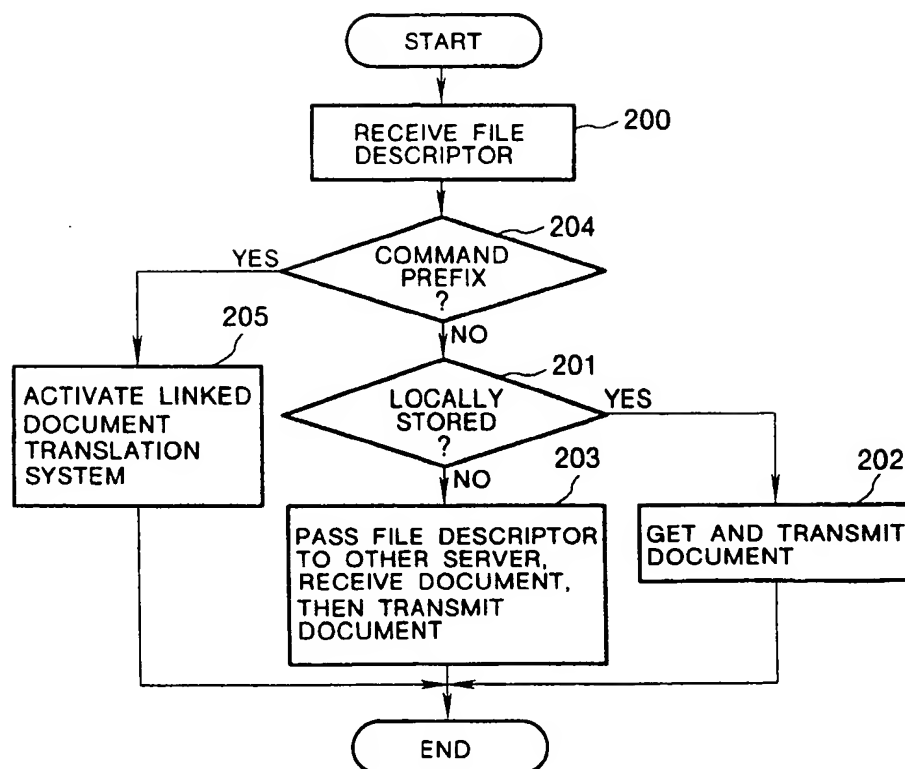 START
RECEIVE FILE
DESCRIPTOR
200
204
COMMAND
PREFIX
?
YES
NO
205
ACTIVATE LINKED
DOCUMENT
TRANSLATION
SYSTEM
201
LOCALLY
STORED
?
YES
NO
203
PASS FILE DESCRIPTOR
TO OTHER SERVER,
RECEIVE DOCUMENT,
THEN TRANSMIT
DOCUMENT
202
GET AND TRANSMIT
DOCUMENT
END